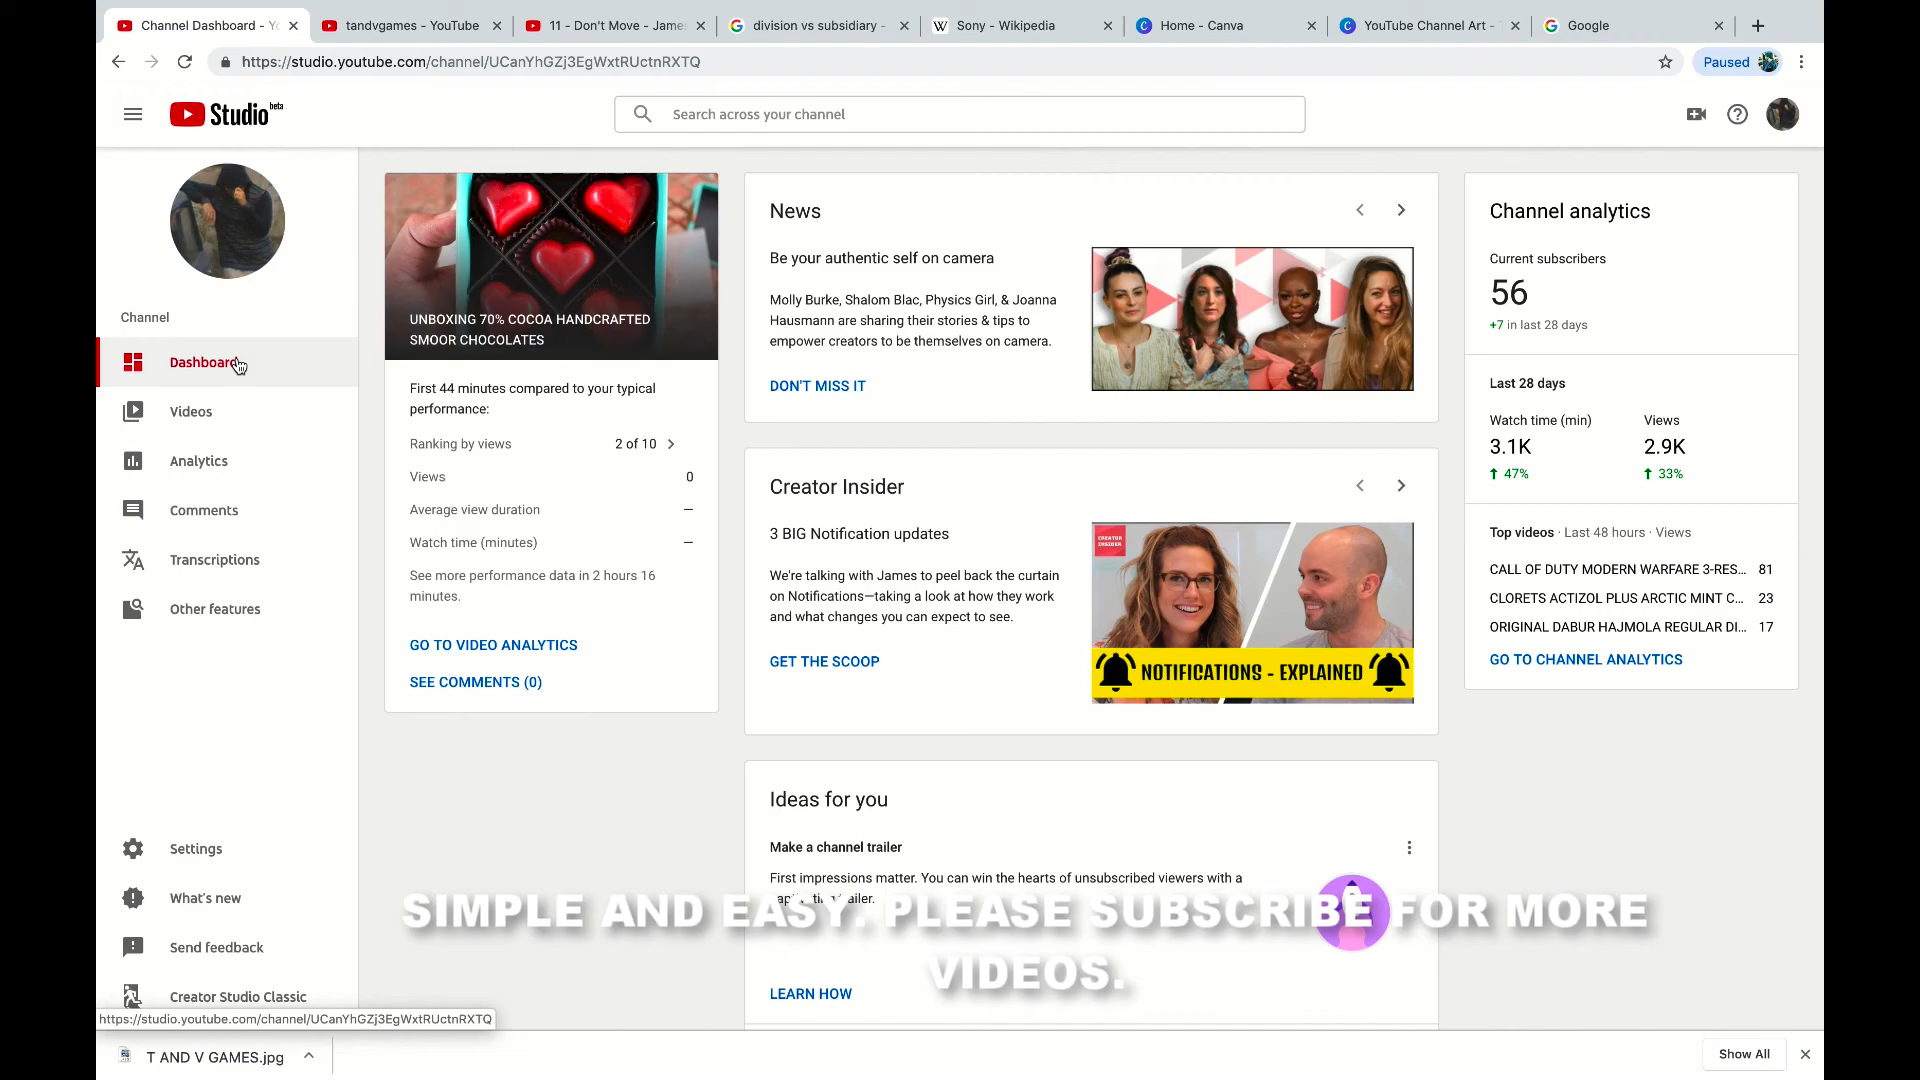 Channel Dashboard - Yo
tandvgames - YouTube
11 - Don't Move - James
division vs subsidiary -
Sony - Wikipedia
Home - Canva
YouTube Channel Art -
Google
https://studio.youtube.com/channel/UCanYhGZj3EgWxtRUctnRXTQ
Paused
Studio beta
Search across your channel
Channel
Dashboard
Videos
Analytics
Comments
Transcriptions
Other features
Settings
What's new
Send feedback
Creator Studio Classic
https://studio.youtube.com/channel/UCanYhGZj3EgWxtRUctnRXTQ
UNBOXING 70% COCOA HANDCRAFTED
SMOOR CHOCOLATES
First 44 minutes compared to your typical
performance:
Ranking by views 2 of 10
Views 0
Average view duration —
Watch time (minutes) —
See more performance data in 2 hours 16
minutes.
GO TO VIDEO ANALYTICS
SEE COMMENTS (0)
News
Be your authentic self on camera
Molly Burke, Shalom Blac, Physics Girl, & Joanna
Hausmann are sharing their stories & tips to
empower creators to be themselves on camera.
DON'T MISS IT
Creator Insider
3 BIG Notification updates
We're talking with James to peel back the curtain
on Notifications—taking a look at how they work
and what changes you can expect to see.
GET THE SCOOP
CREATOR
INSIDER
NOTIFICATIONS - EXPLAINED
Ideas for you
Make a channel trailer
First impressions matter. You can win the hearts of unsubscribed viewers with a
trailer.
LEARN HOW
Channel analytics
Current subscribers
56
+7 in last 28 days
Last 28 days
Watch time (min) Views
3.1K 2.9K
47% 33%
Top videos · Last 48 hours · Views
CALL OF DUTY MODERN WARFARE 3-RES... 81
CLORETS ACTIZOL PLUS ARCTIC MINT C... 23
ORIGINAL DABUR HAJMOLA REGULAR DI... 17
GO TO CHANNEL ANALYTICS
SIMPLE AND EASY. PLEASE SUBSCRIBE FOR MORE
VIDEOS.
T AND V GAMES.jpg
Show All